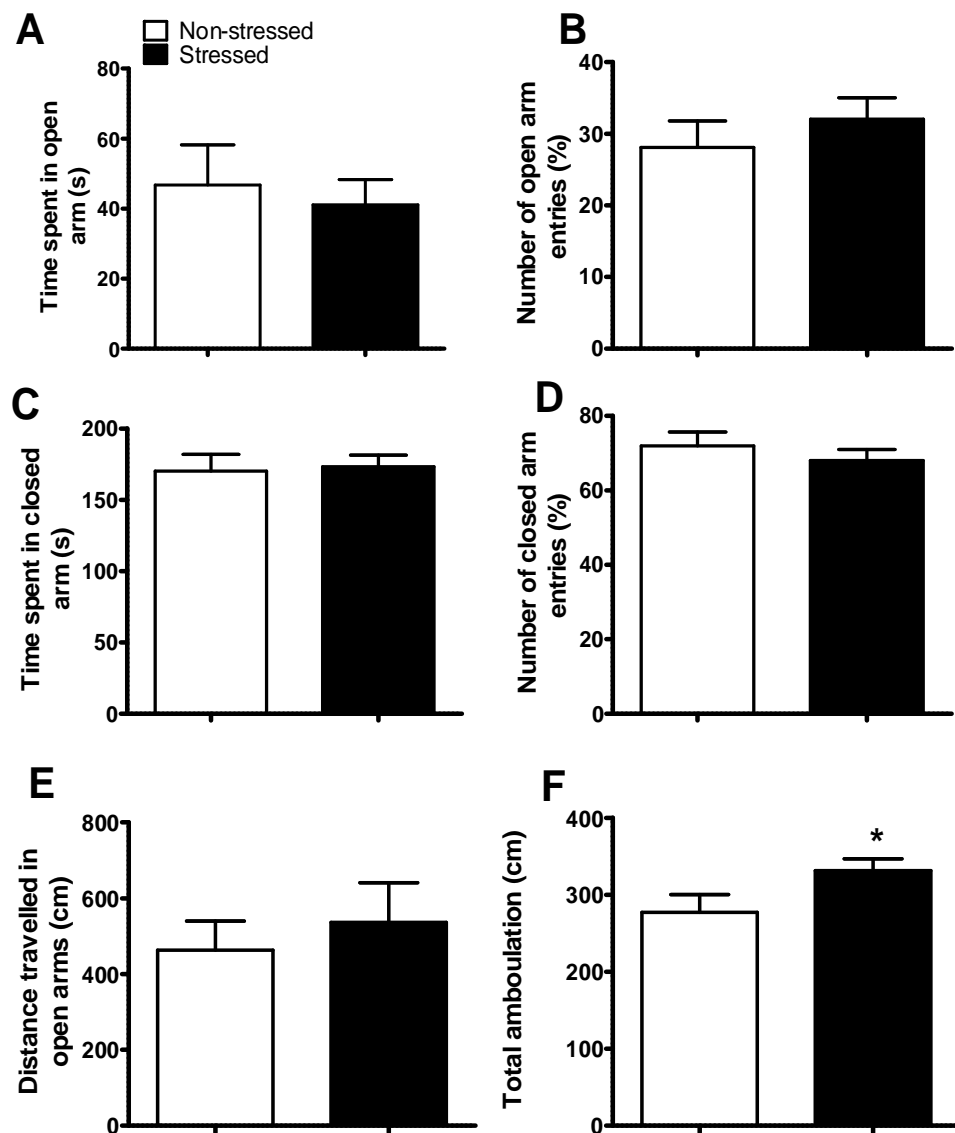 A
Non-stressed
Stressed
Time spent in open
arm (s)
80
60
40
20
0
B
Number of open arm
entries (%)
40
30
20
10
0
C
Time spent in closed
arm (s)
200
150
100
50
0
D
Number of closed arm
entries (%)
80
60
40
20
0
E
Distance travelled in
open arms (cm)
800
600
400
200
0
F
Total amboulation (cm)
400
300
200
100
0
*